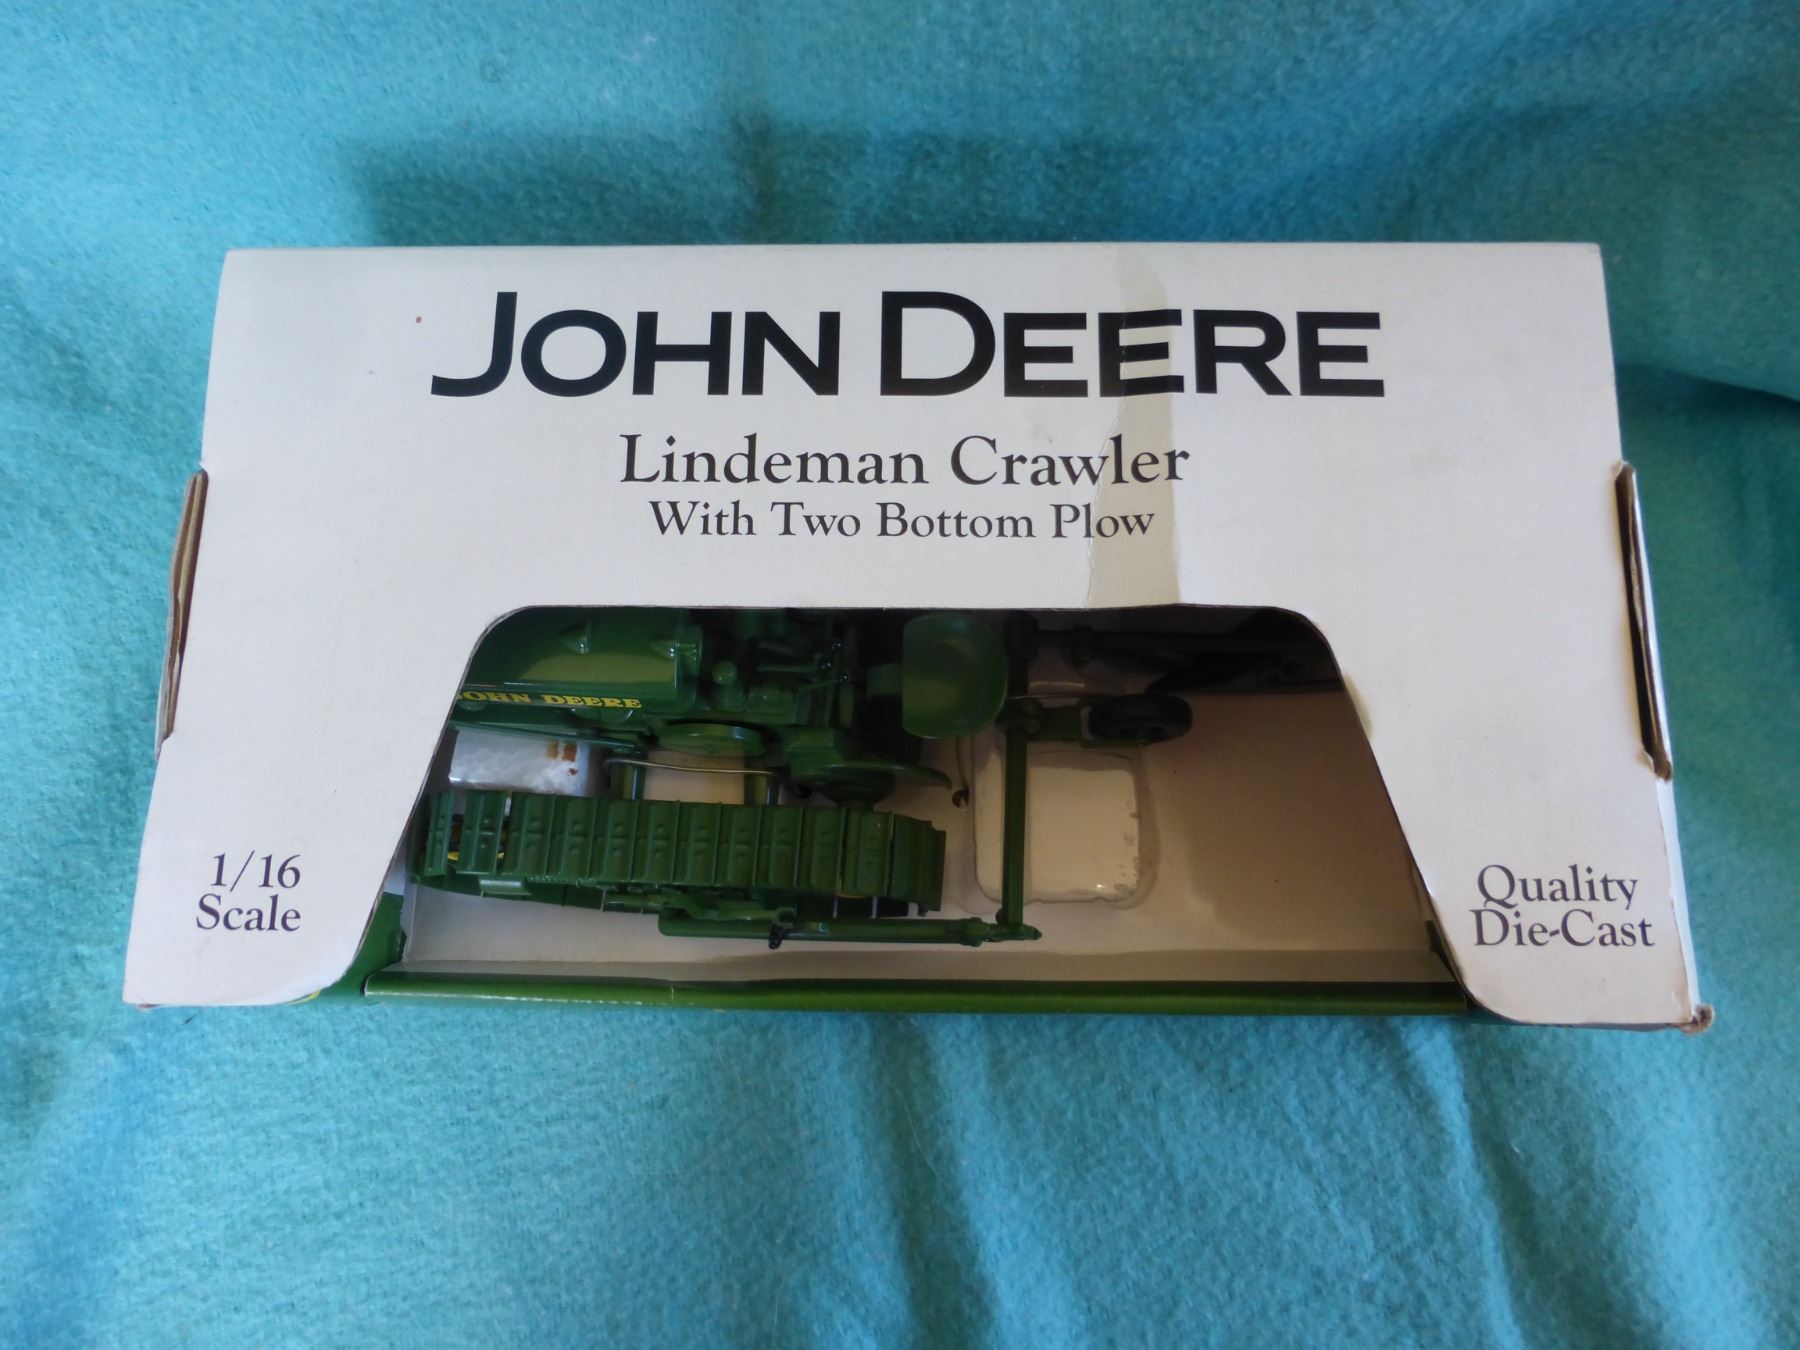 JOHN DEERE
Lindeman Crawler
With Two Bottom Plow
JOHN DEERE
1/16
Scale
Quality
Die-Cast